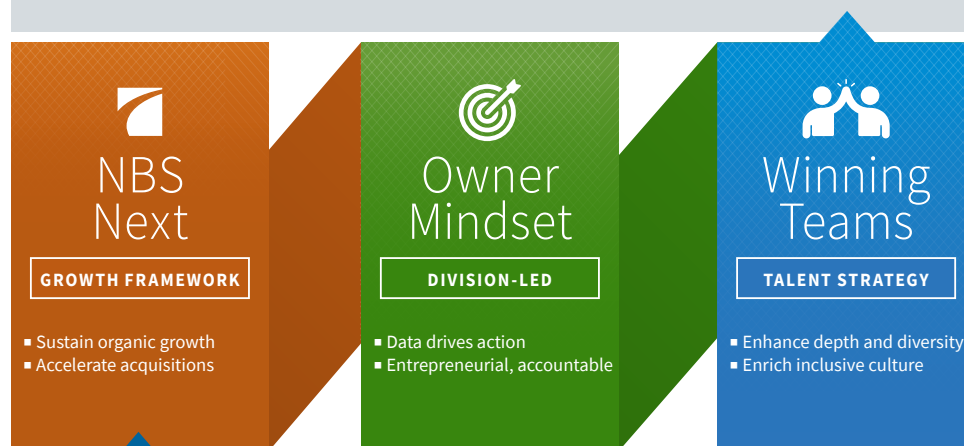 NBS
Next
GROWTH FRAMEWORK
▪ Sustain organic growth
▪ Accelerate acquisitions
Owner
Mindset
DIVISION-LED
▪ Data drives action
▪ Entrepreneurial, accountable
Winning
Teams
TALENT STRATEGY
▪ Enhance depth and diversity
▪ Enrich inclusive culture